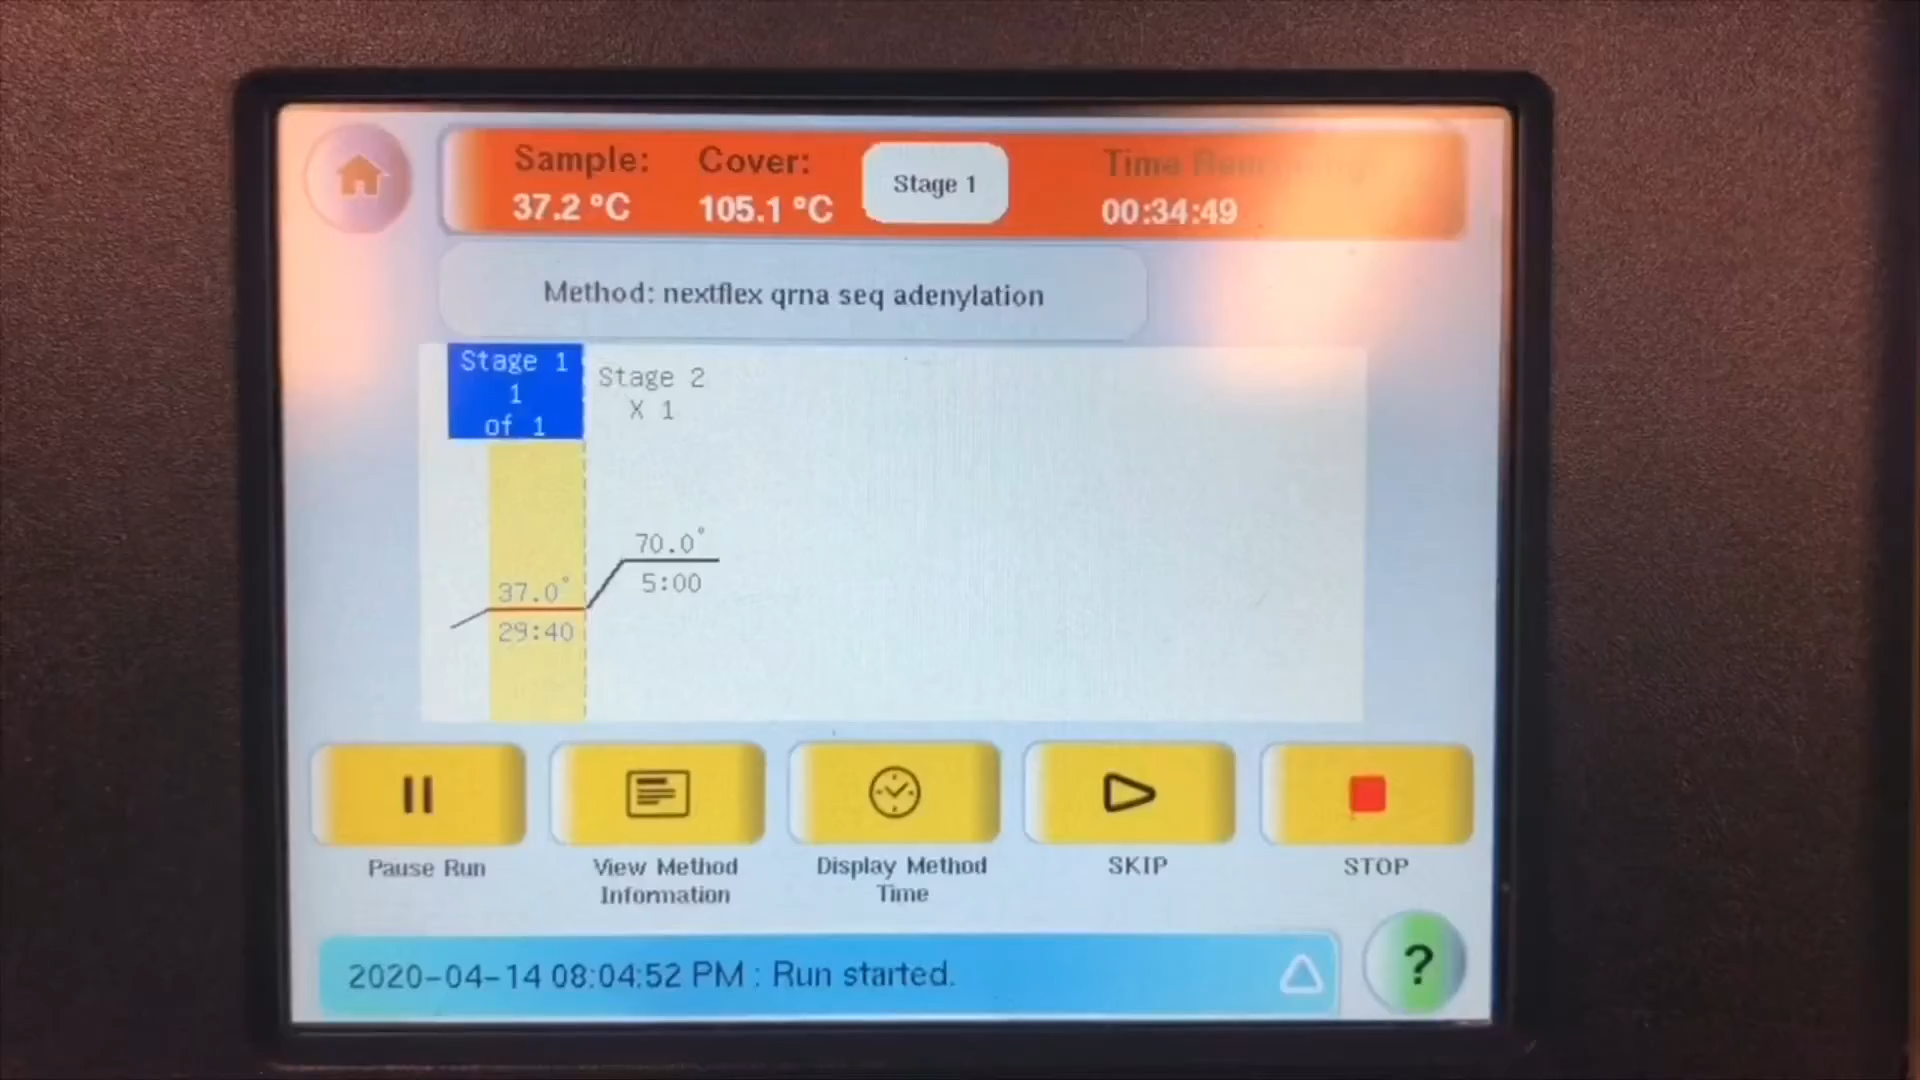 Sample: Cover: Stage 1 Time Remaining
37.2 °C 105.1 °C 00:34:49
Method: nextflex qrna seq adenylation
Stage 1
1
of 1
Stage 2
X 1
37.0°
29:40
70.0°
5:00
Pause Run
View Method
Information
Display Method
Time
SKIP
STOP
2020-04-14 08:04:52 PM : Run started.
?